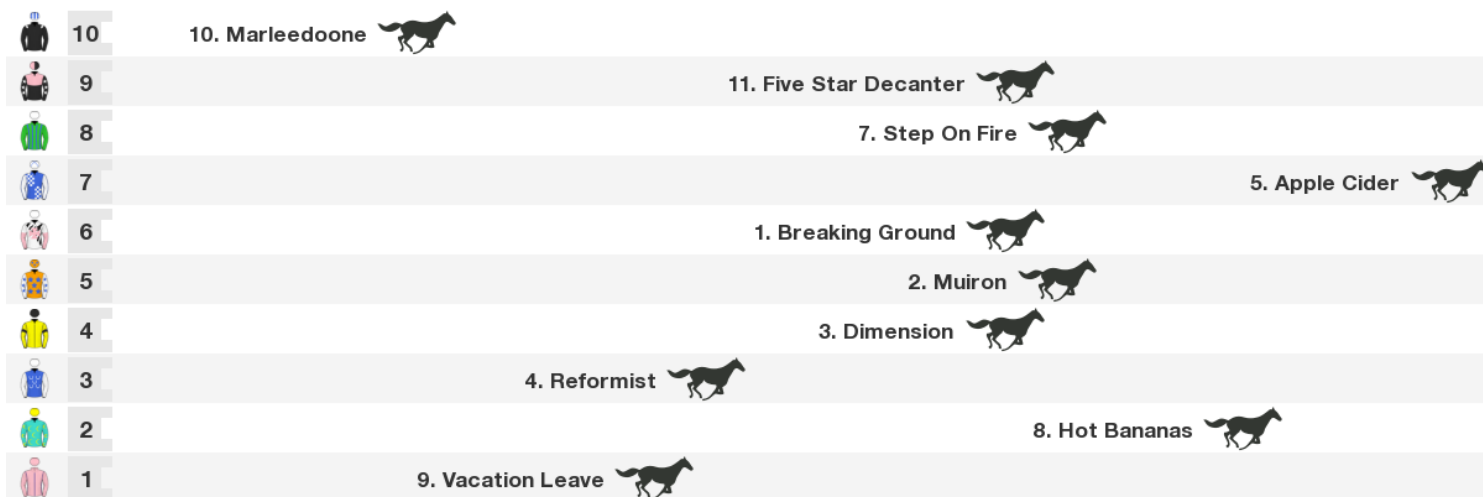 10 10. Marleedoone
9 11. Five Star Decanter
8 7. Step On Fire
7 5. Apple Cider
6 1. Breaking Ground
5 2. Muiron
4 3. Dimension
3 4. Reformist
2 8. Hot Bananas
1 9. Vacation Leave